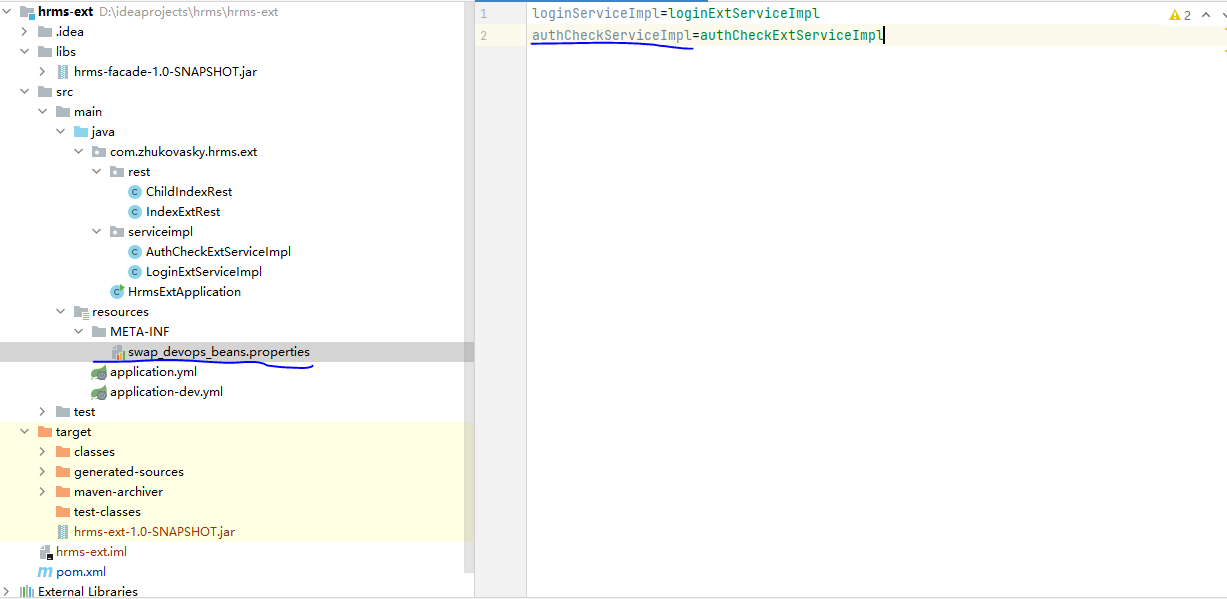 hrms-ext D:\ideaprojects\hrms\hrms-ext
.idea
libs
hrms-facade-1.0-SNAPSHOT.jar
src
main
java
com.zhukovasky.hrms.ext
rest
ChildIndexRest
IndexExtRest
serviceimpl
AuthCheckExtServiceImpl
LoginExtServiceImpl
HrmsExtApplication
resources
META-INF
swap_devops_beans.properties
application.yml
application-dev.yml
test
target
classes
generated-sources
maven-archiver
test-classes
hrms-ext-1.0-SNAPSHOT.jar
hrms-ext.iml
pom.xml
External Libraries
1 loginServiceImpl=loginExtServiceImpl
2 authCheckServiceImpl=authCheckExtServiceImpl
2